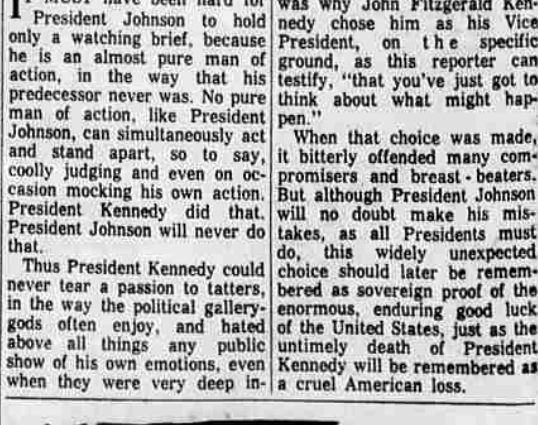 MUST have been hard for
President Johnson to hold
only a watching brief, because
he is an almost pure man of
action, in the way that his
predecessor never was. No pure
man of action, like President
Johnson, can simultaneously act
and stand apart, so to say,
coolly judging and even on oc-
casion mocking his own action.
President Kennedy did that.
President Johnson will never do
that.
Thus President Kennedy could
never tear a passion to tatters,
in the way the political gallery-
gods often enjoy, and hated
above all things any public
show of his own emotions, even
when they were very deep in-
was why John Fitzgerald Ken-
nedy chose him as his Vice
President, on the specific
ground, as this reporter can
testify, "that you've just got to
think about what might hap-
pen."
When that choice was made,
it bitterly offended many com-
promisers and breast-beaters.
But although President Johnson
will no doubt make his mis-
takes, as all Presidents must
do, this widely unexpected
choice should later be remem-
bered as sovereign proof of the
enormous, enduring good luck
of the United States, just as the
untimely death of President
Kennedy will be remembered as
a cruel American loss.